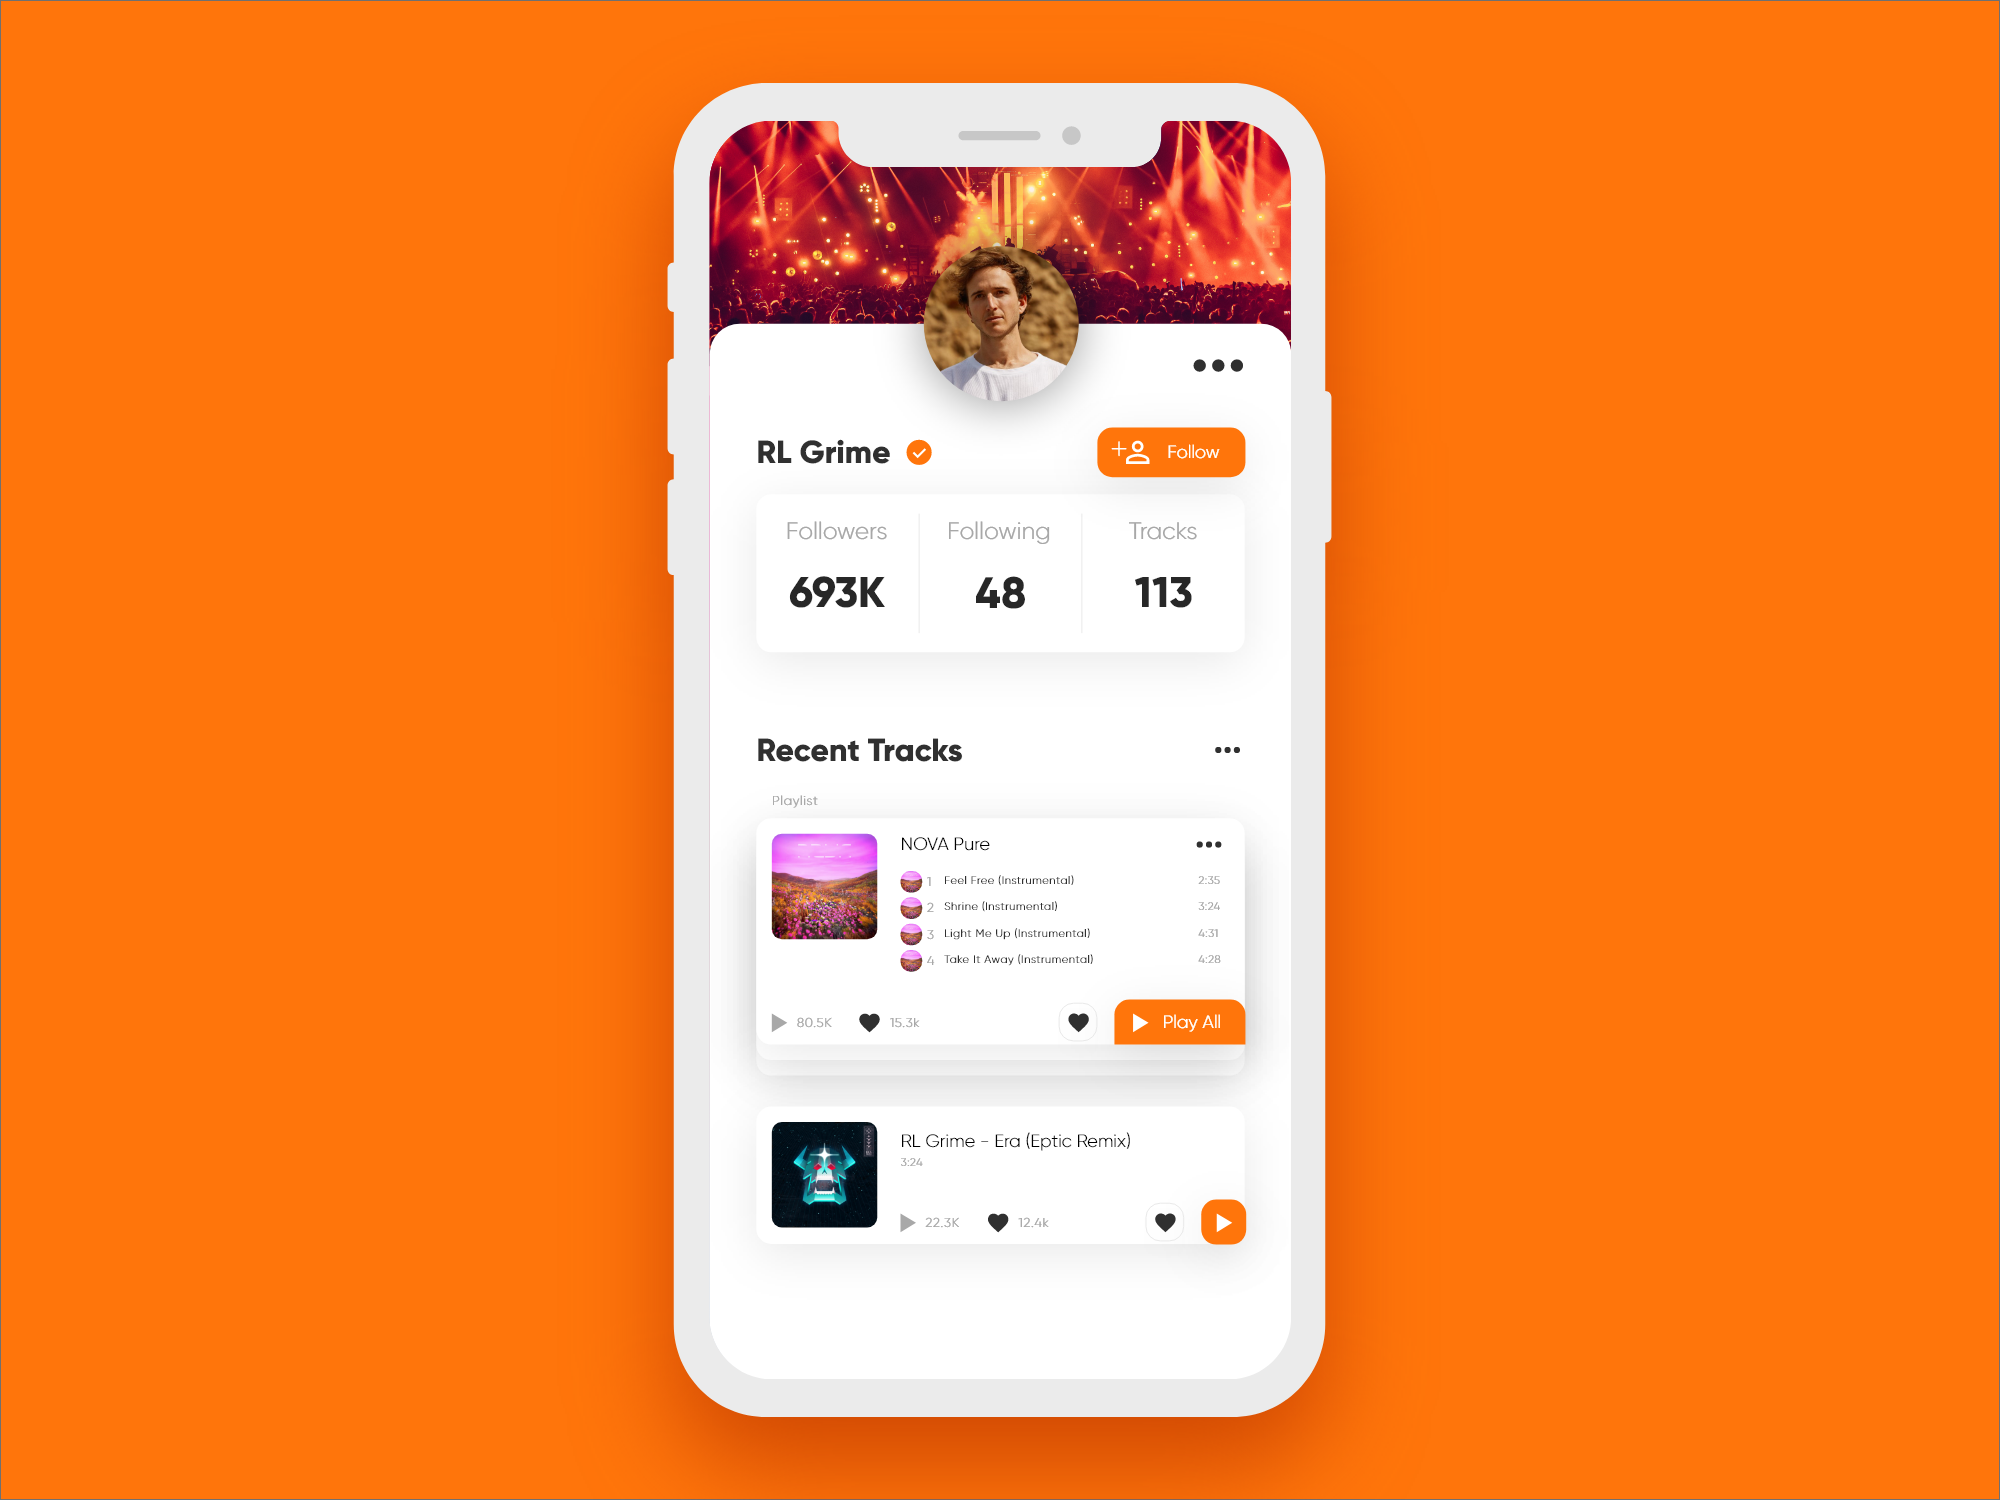 RL Grime
Follow
Followers Following Tracks
693K 48 113
Recent Tracks
Playlist
NOVA Pure
1 Feel Free (Instrumental) 2:35
2 Shrine (Instrumental) 3:24
3 Light Me Up (Instrumental) 4:31
4 Take It Away (Instrumental) 4:28
80.5K 15.3k Play All
RL Grime - Era (Eptic Remix)
3:24
22.3K 12.4k